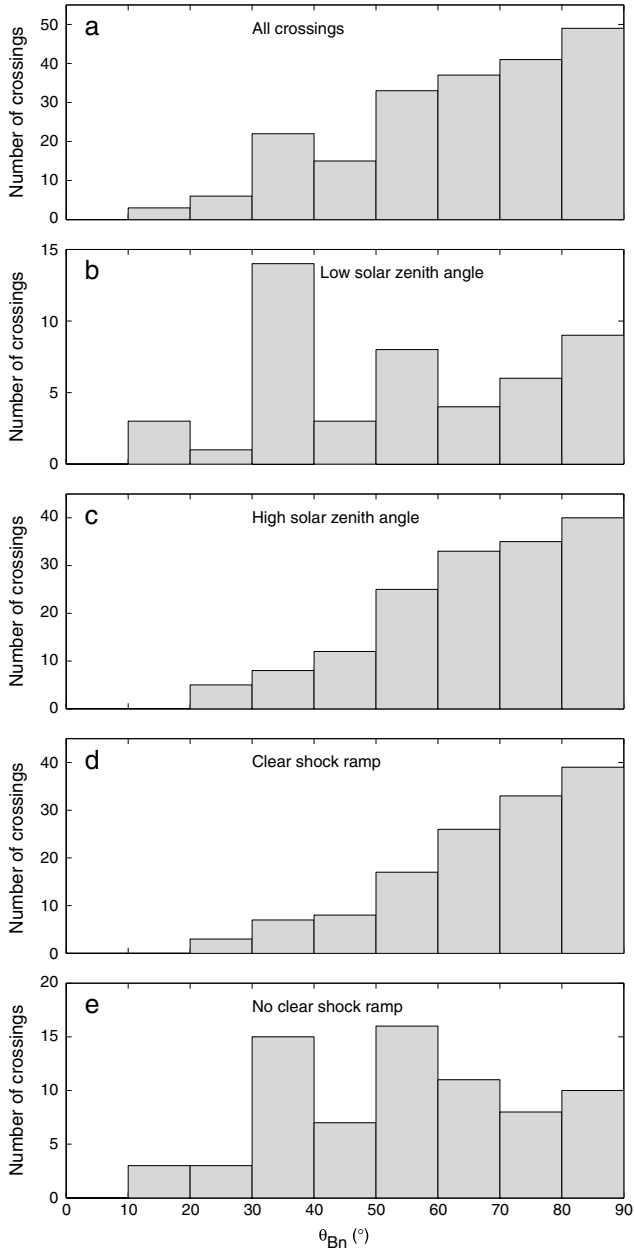 a
All crossings
Number of crossings
50
40
30
20
10
0
b
Low solar zenith angle
Number of crossings
15
10
5
0
c
High solar zenith angle
Number of crossings
40
30
20
10
0
d
Clear shock ramp
Number of crossings
40
30
20
10
0
e
No clear shock ramp
Number of crossings
20
15
10
5
0
0 10 20 30 40 50 60 70 80 90
θBn (°)